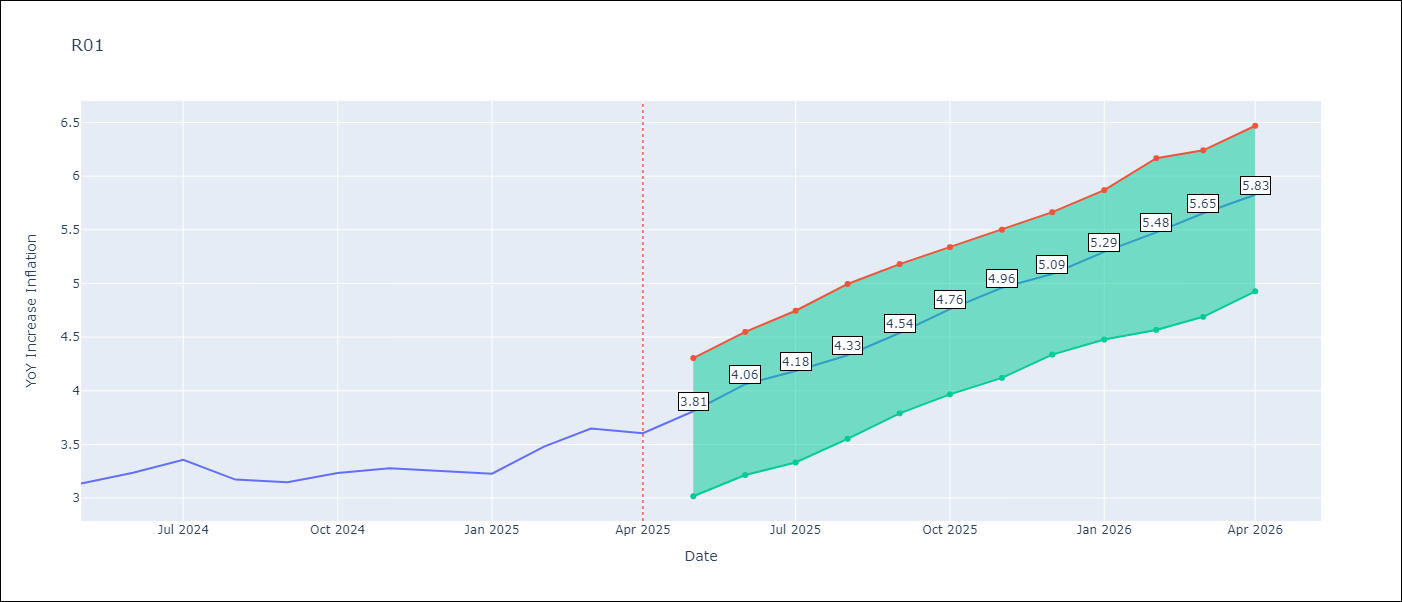 R01
YoY Increase Inflation
6.5
6
5.5
5
4.5
4
3.5
3
3.81
4.06
4.18
4.33
4.54
4.76
4.96
5.09
5.29
5.48
5.65
5.83
Jul 2024
Oct 2024
Jan 2025
Apr 2025
Jul 2025
Oct 2025
Jan 2026
Apr 2026
Date